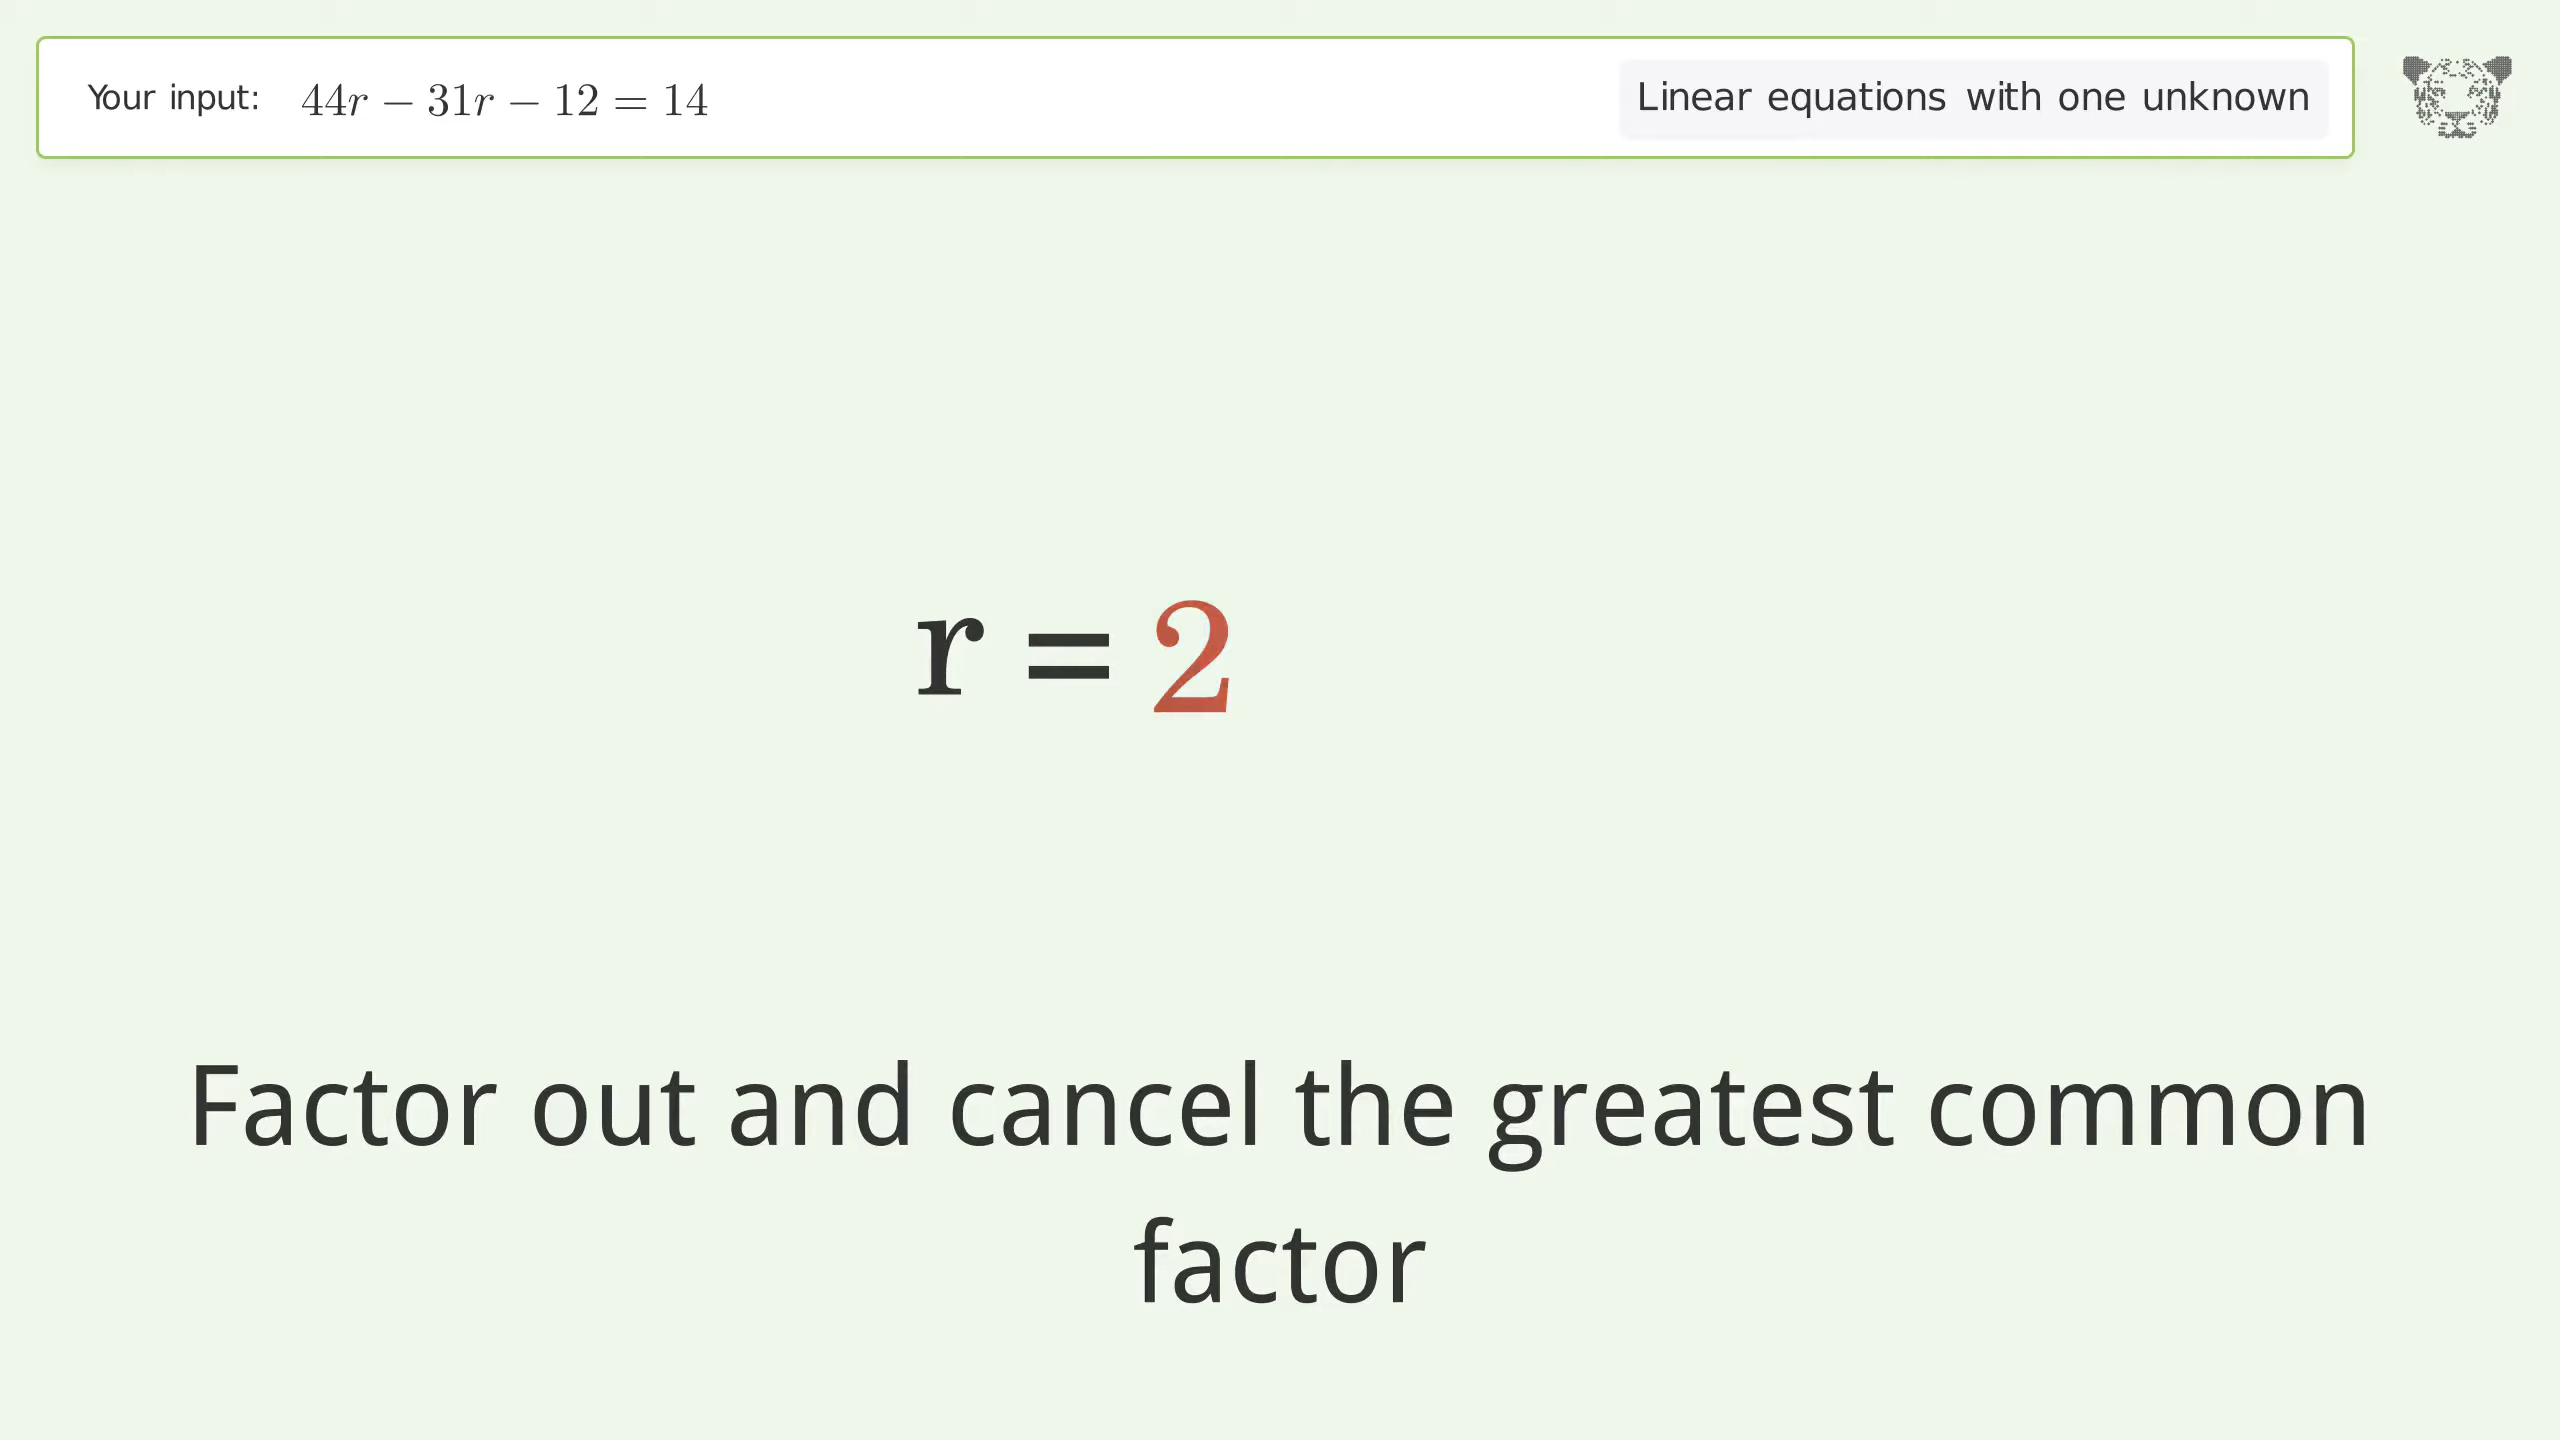 Your input: 44r − 31r − 12 = 14 Linear equations with one unknown
r = 2
Factor out and cancel the greatest common
factor